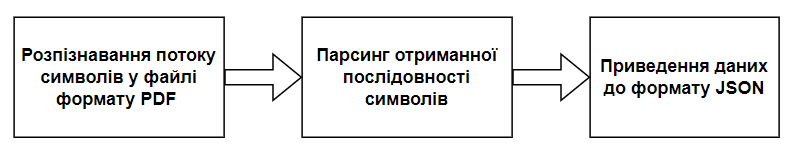 Розпізнавання потоку
символів у файлі
формату PDF
Парсинг отриманної
послідовності
символів
Приведення даних
до формату JSON